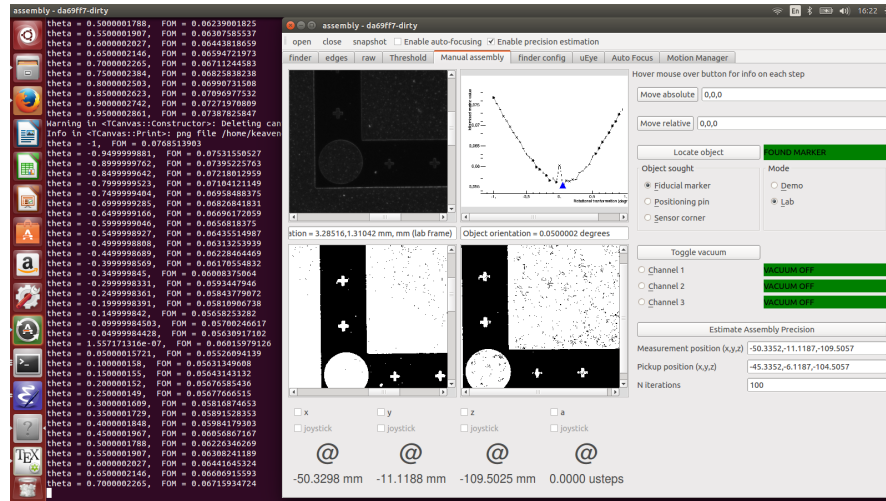 assembly - da69ff7-dirty
En
16:22
theta = 0.5000001788, FOM = 0.06239001825
theta = 0.5500001907, FOM = 0.06307585537
theta = 0.6000002027, FOM = 0.06443818659
theta = 0.6500002146, FOM = 0.06594721973
theta = 0.7000002265, FOM = 0.06711244583
theta = 0.7500002384, FOM = 0.06825838238
theta = 0.8000002503, FOM = 0.06990731508
theta = 0.8500002623, FOM = 0.07096977532
theta = 0.9000002742, FOM = 0.07271970809
theta = 0.9500002861, FOM = 0.07387825847
Warning in <TCanvas::Constructor>: Deleting can
Info in <TCanvas::Print>: png file /home/keaven
theta = -1, FOM = 0.0768513903
theta = -0.9499999881, FOM = 0.07531550527
theta = -0.8999999762, FOM = 0.07395225763
theta = -0.8499999642, FOM = 0.07218012959
theta = -0.7999999523, FOM = 0.07104121149
theta = -0.7499999404, FOM = 0.06958488375
theta = -0.6999999285, FOM = 0.06826841831
theta = -0.6499999166, FOM = 0.06696172059
theta = -0.5999999046, FOM = 0.0656818375
theta = -0.5499998927, FOM = 0.06435514987
theta = -0.4999998808, FOM = 0.06313253939
theta = -0.4499998689, FOM = 0.06228464469
theta = -0.3999998569, FOM = 0.06170554832
theta = -0.349999845, FOM = 0.06008375064
theta = -0.2999998331, FOM = 0.0593447946
theta = -0.2499998361, FOM = 0.05843779072
theta = -0.1999998391, FOM = 0.05810906738
theta = -0.149999842, FOM = 0.05658253282
theta = -0.09999984503, FOM = 0.05700246617
theta = -0.04999984428, FOM = 0.05630917102
theta = 1.557171316e-07, FOM = 0.06015979126
theta = 0.05000015721, FOM = 0.05526094139
theta = 0.1000000158, FOM = 0.05631349608
theta = 0.150000155, FOM = 0.05643143132
theta = 0.200000152, FOM = 0.05676585436
theta = 0.25000149, FOM = 0.05677666515
theta = 0.3000001609, FOM = 0.05816874653
theta = 0.3500001729, FOM = 0.05891528353
theta = 0.4000001848, FOM = 0.05984179303
theta = 0.4500001967, FOM = 0.06056867167
theta = 0.5000001788, FOM = 0.06226346269
theta = 0.5500001907, FOM = 0.06308241189
theta = 0.6000002027, FOM = 0.06441645324
theta = 0.6500002146, FOM = 0.06606915593
theta = 0.7000002265, FOM = 0.06715934724
assembly - da69ff7-dirty
open close snapshot Enable auto-focusing Enable precision estimation
finder edges raw Threshold Manual assembly finder config uEye Auto Focus Motion Manager
Hover mouse over button for info on each step
Move absolute 0,0,0
Move relative 0,0,0
Locate object FOUND MARKER
Object sought Mode
Fiducial marker Demo
Positioning pin Lab
Sensor corner
ation = 3.28516,1.31042 mm, mm (lab frame) Object orientation = 0.0500002 degrees
Toggle vacuum
Channel 1 VACUUM OFF
Channel 2 VACUUM OFF
Channel 3 VACUUM OFF
Estimate Assembly Precision
Measurement position (x,y,z) -50.3352,-11.1187,-109.5057
Pickup position (x,y,z) -45.3352,-6.1187,-104.5057
N iterations 100
x y z a
joystick joystick joystick joystick
@ @ @ @
-50.3298 mm -11.1188 mm -109.5025 mm 0.0000 usteps